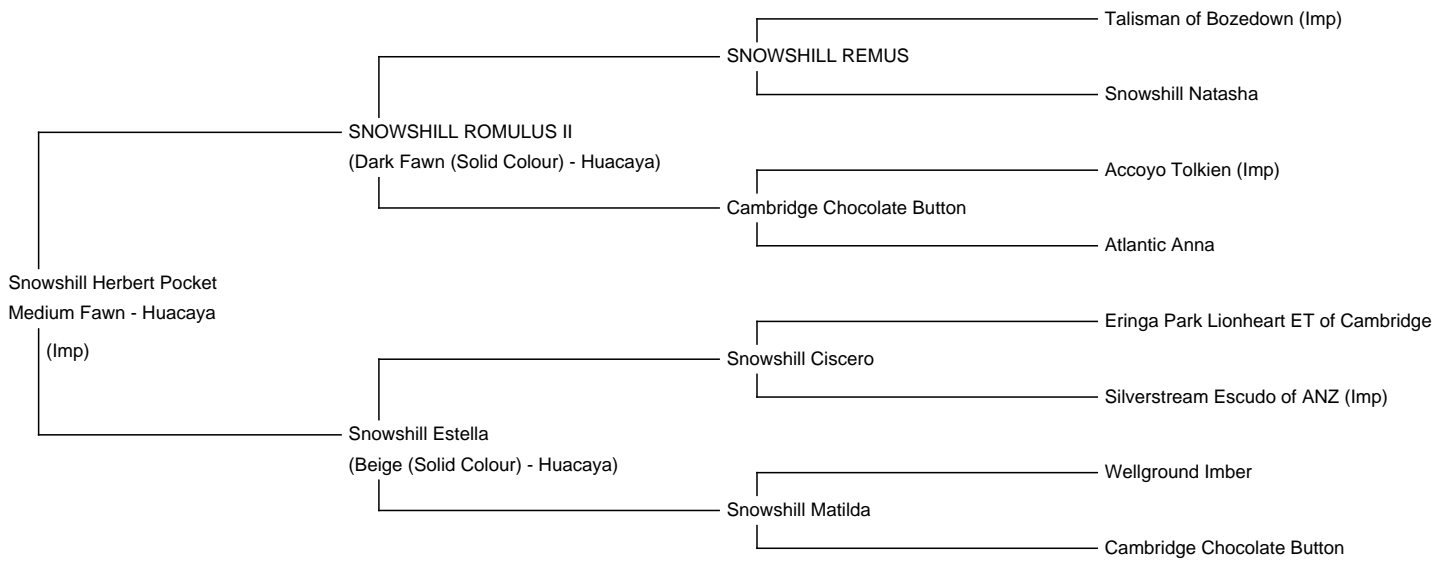 Talisman of Bozedown (Imp)
SNOWSHILL REMUS
Snowshill Natasha
SNOWSHILL ROMULUS II
(Dark Fawn (Solid Colour) - Huacaya)
Accoyo Tolkien (Imp)
Cambridge Chocolate Button
Atlantic Anna
Snowshill Herbert Pocket
Medium Fawn - Huacaya
(Imp)
Eringa Park Lionheart ET of Cambridge
Snowshill Ciscero
Silverstream Escudo of ANZ (Imp)
Snowshill Estella
(Beige (Solid Colour) - Huacaya)
Wellground Imber
Snowshill Matilda
Cambridge Chocolate Button